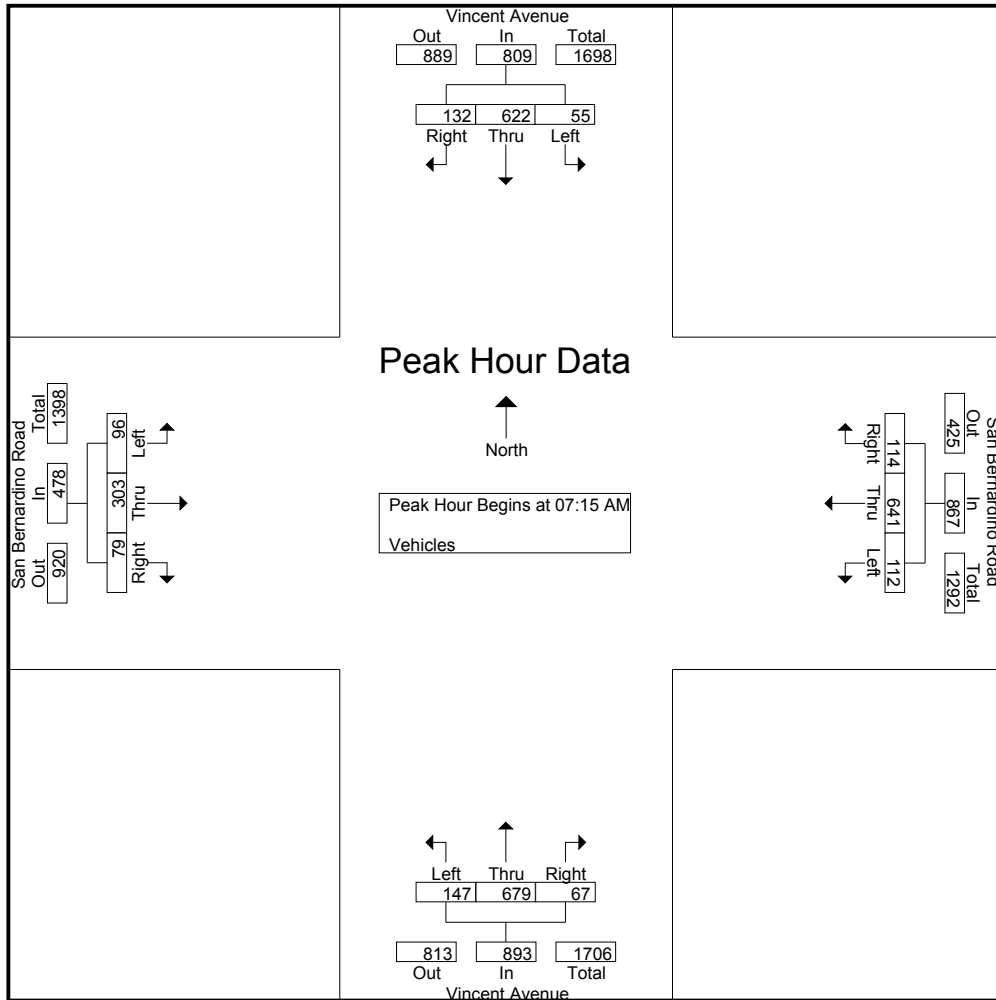 Vincent Avenue
Out In Total
889 809 1698
132 622 55
Right Thru Left
Peak Hour Data
North
Peak Hour Begins at 07:15 AM
Vehicles
San Bernardino Road
Total In Out
1398 478 920
96 303 79
Left Thru Right
San Bernardino Road
Out In Total
425 867 1292
114 641 112
Right Thru Left
Left Thru Right
147 679 67
813 893 1706
Out In Total
Vincent Avenue